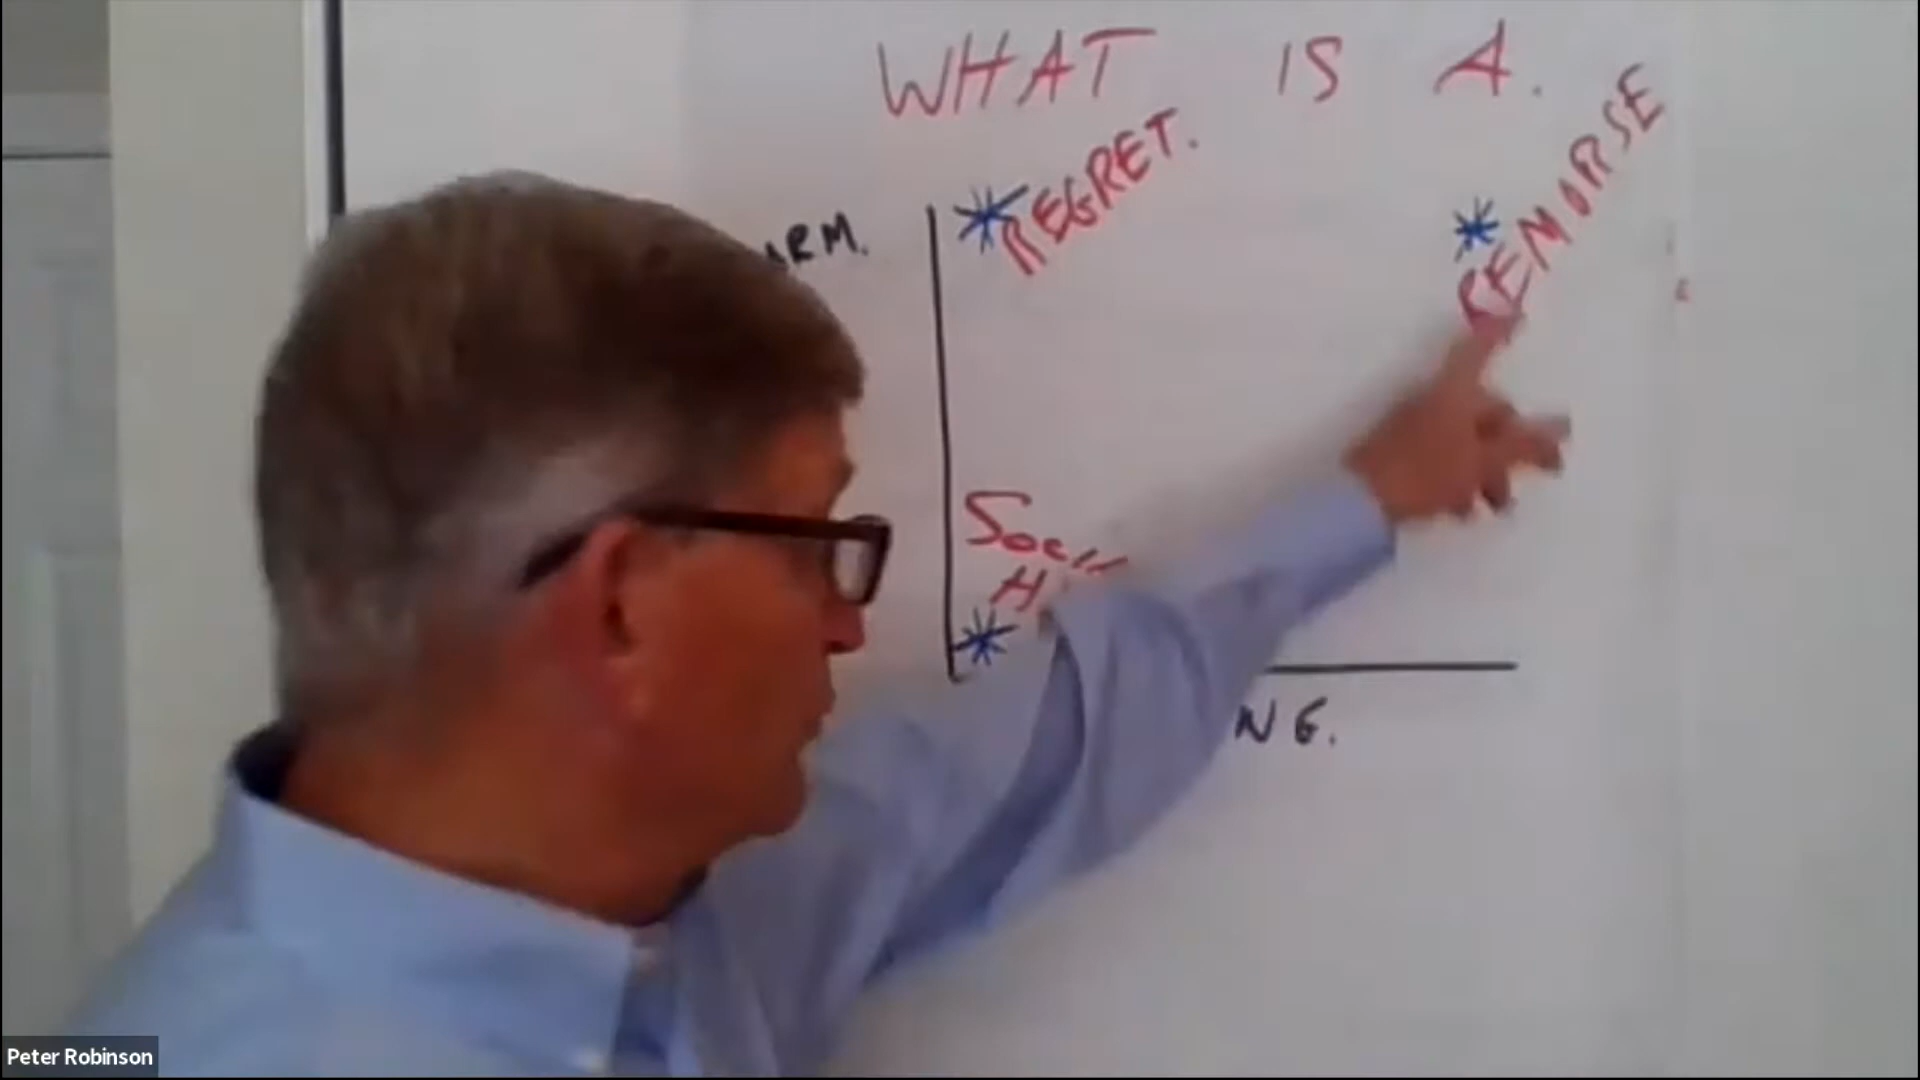 WHAT IS A.
REGRET.
REMORSE
ARM.
NG.
Peter Robinson